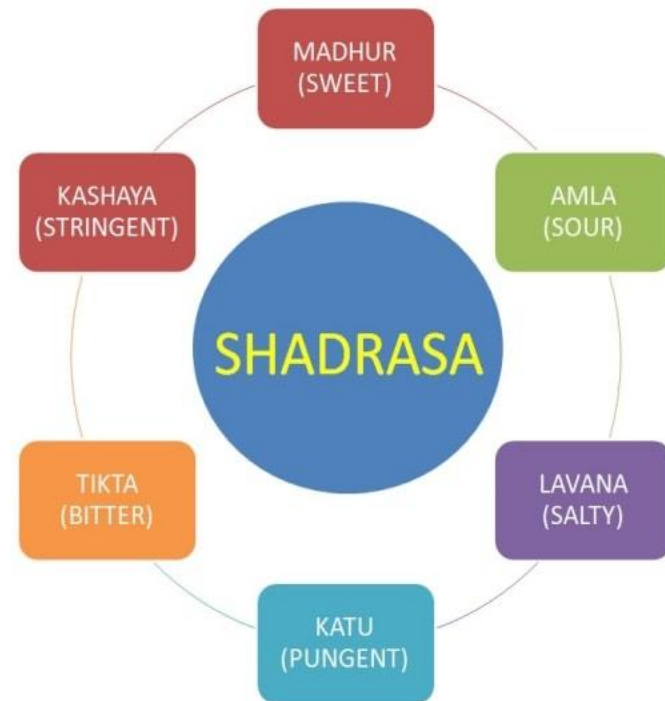 MADHUR
(SWEET)
KASHAYA
(STRINGENT)
AMLA
(SOUR)
SHADRASA
TIKTA
(BITTER)
LAVANA
(SALTY)
KATU
(PUNGENT)